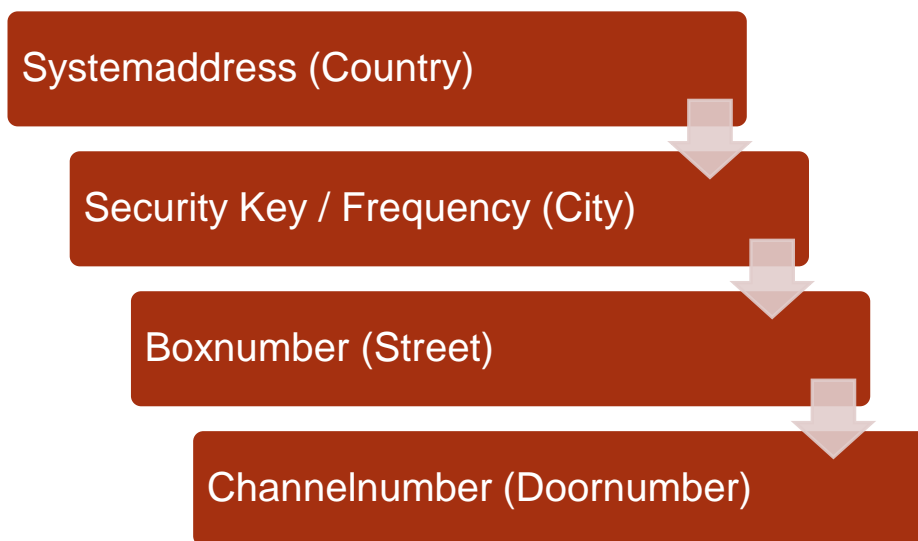 Systemaddress (Country)
Security Key / Frequency (City)
Boxnumber (Street)
Channelnumber (Doornumber)